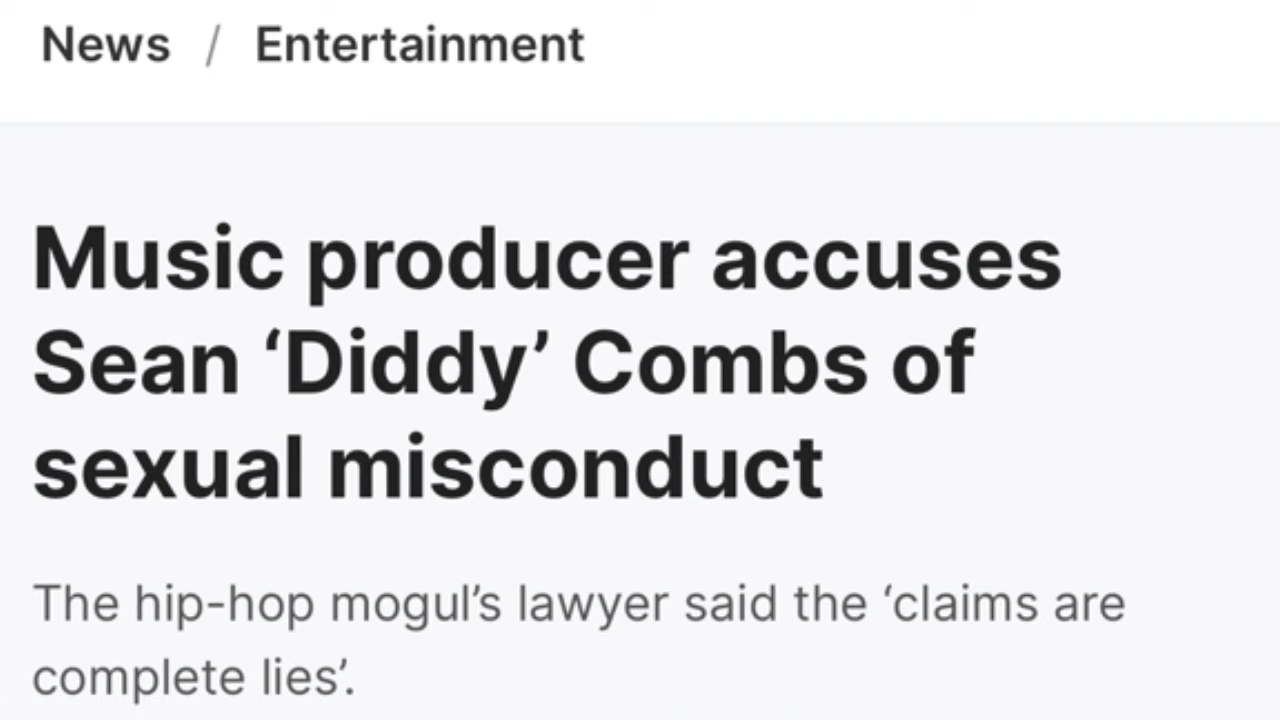 News / Entertainment
Music producer accuses
Sean ‘Diddy’ Combs of
sexual misconduct
The hip-hop mogul’s lawyer said the ‘claims are
complete lies’.